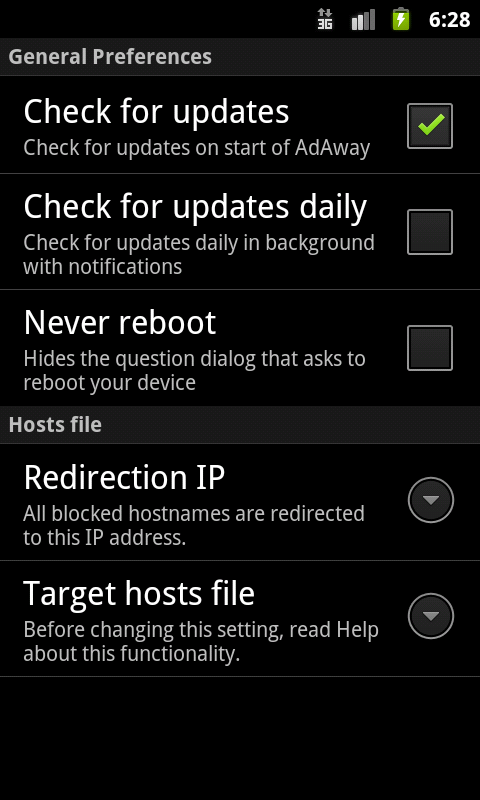 3G 6:28
General Preferences
Check for updates
Check for updates on start of AdAway
Check for updates daily
Check for updates daily in background
with notifications
Never reboot
Hides the question dialog that asks to
reboot your device
Hosts file
Redirection IP
All blocked hostnames are redirected
to this IP address.
Target hosts file
Before changing this setting, read Help
about this functionality.